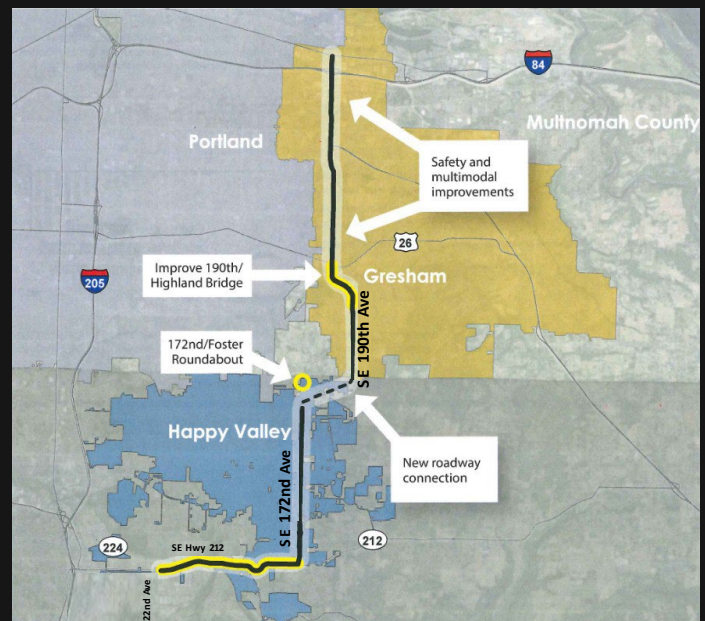 84
Multnomah County
Portland
Safety and
multimodal
improvements
26
Improve 190th/
Highland Bridge
Gresham
205
SE 190th Ave
172nd/Foster
Roundabout
Happy Valley
New roadway
connection
SE 172nd Ave
224
SE Hwy 212
212
22nd Ave